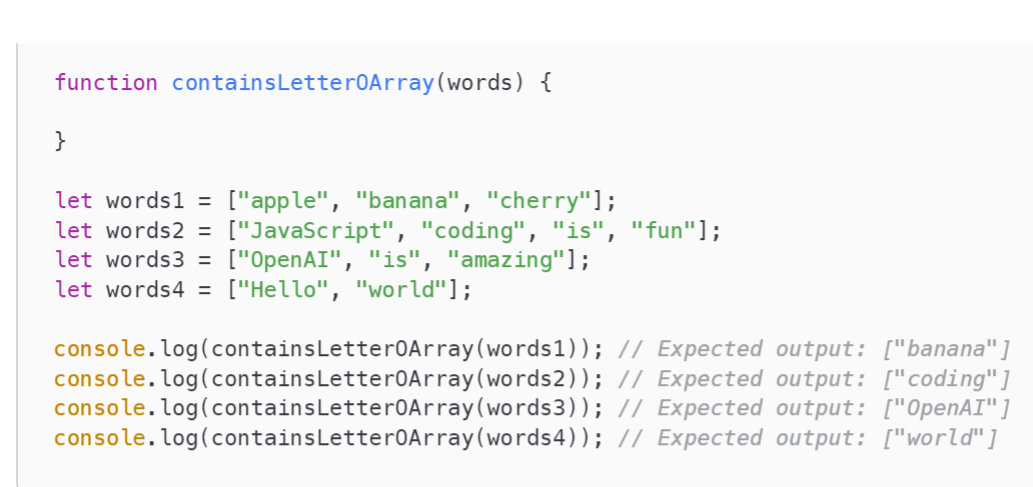 function containsLetterOArray(words) {
}
let words1 = ["apple", "banana", "cherry"];
let words2 = ["JavaScript", "coding", "is", "fun"];
let words3 = ["OpenAI", "is", "amazing"];
let words4 = ["Hello", "world"];
console.log(containsLetterOArray(words1)); // Expected output: ["banana"]
console.log(containsLetterOArray(words2)); // Expected output: ["coding"]
console.log(containsLetterOArray(words3)); // Expected output: ["OpenAI"]
console.log(containsLetterOArray(words4)); // Expected output: ["world"]